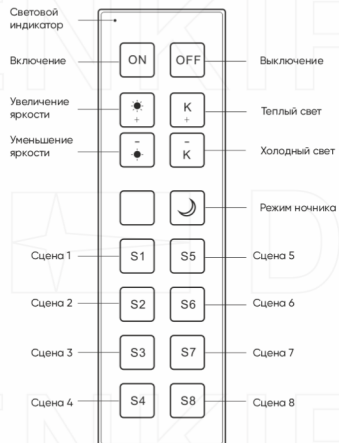 Световой
индикатор
Включение
ON
OFF
Выключение
Увеличение
яркости
+
K
+
Теплый свет
Уменьшение
яркости
-
-
K
Холодный свет
Режим ночника
Сцена 1
S1
S5
Сцена 5
Сцена 2
S2
S6
Сцена 6
Сцена 3
S3
S7
Сцена 7
Сцена 4
S4
S8
Сцена 8